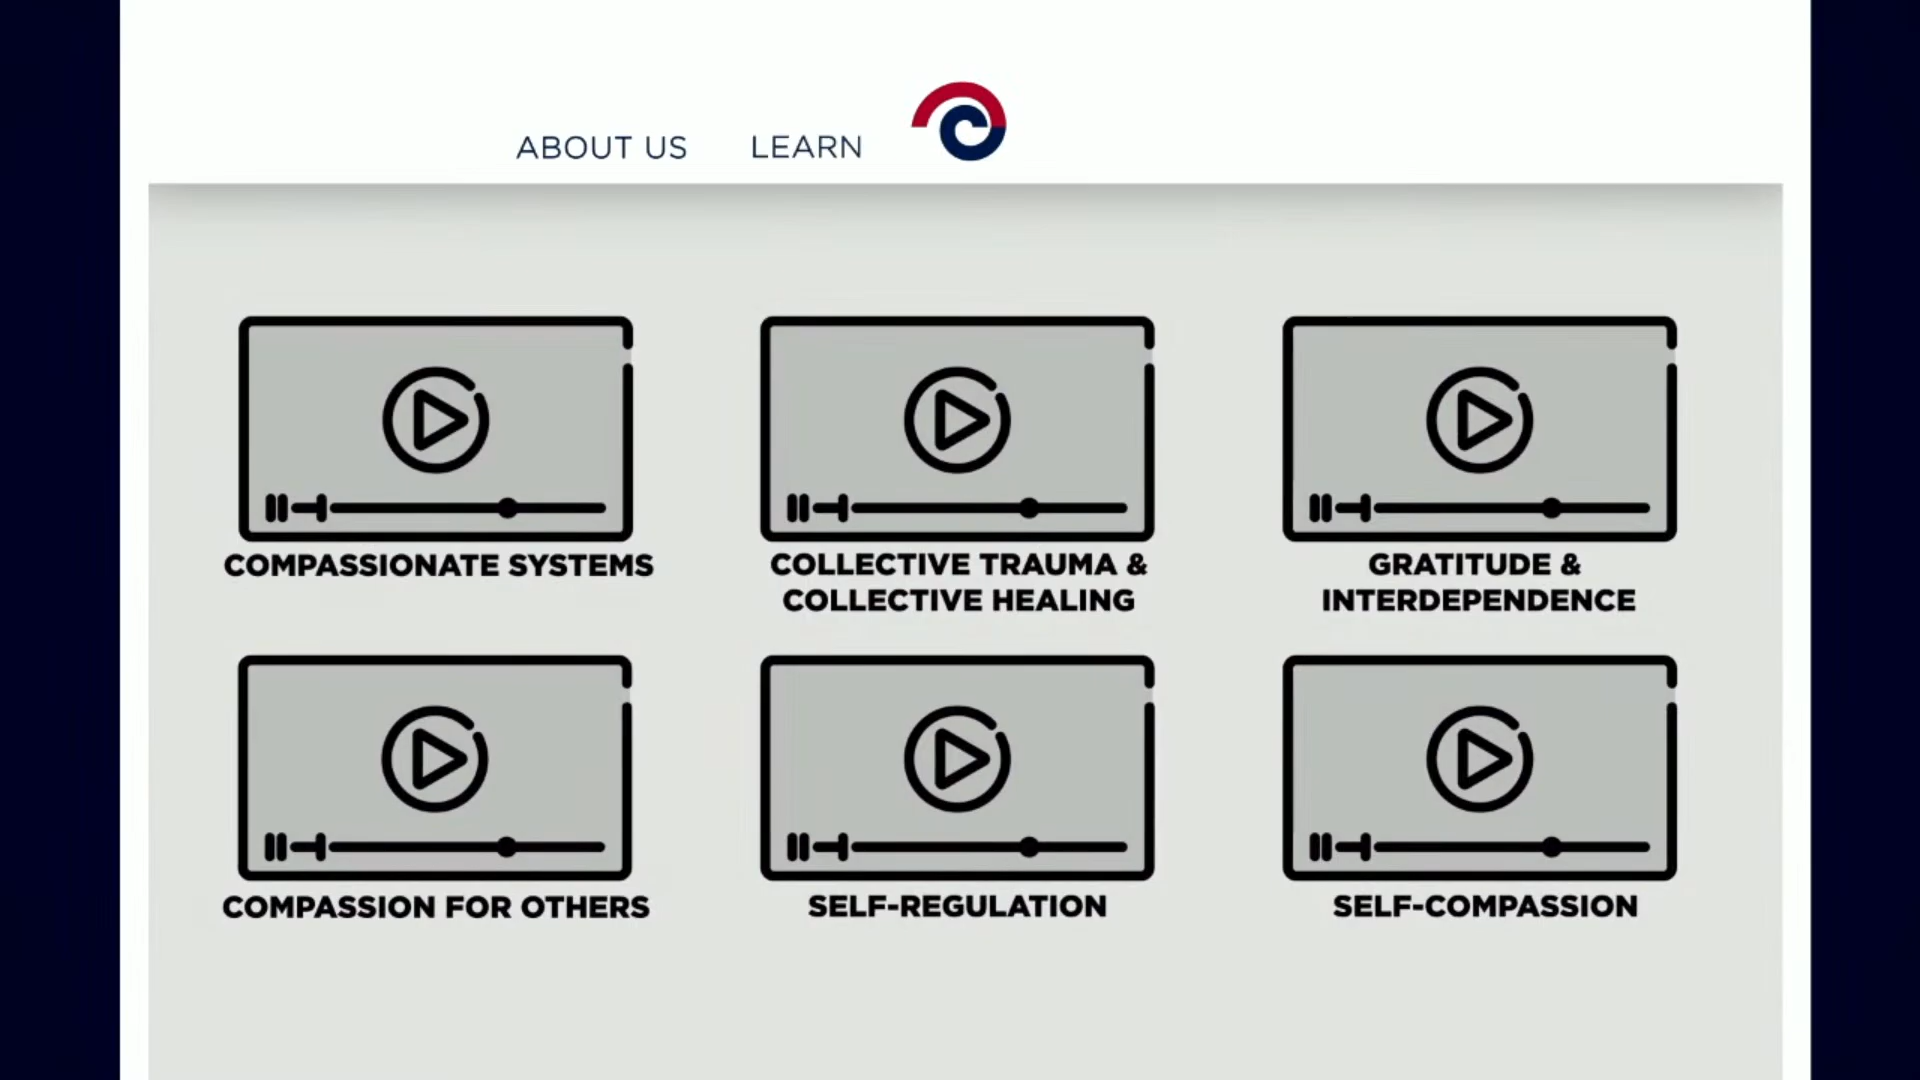 ABOUT US
LEARN
COMPASSIONATE SYSTEMS
COLLECTIVE TRAUMA &
COLLECTIVE HEALING
GRATITUDE &
INTERDEPENDENCE
COMPASSION FOR OTHERS
SELF-REGULATION
SELF-COMPASSION